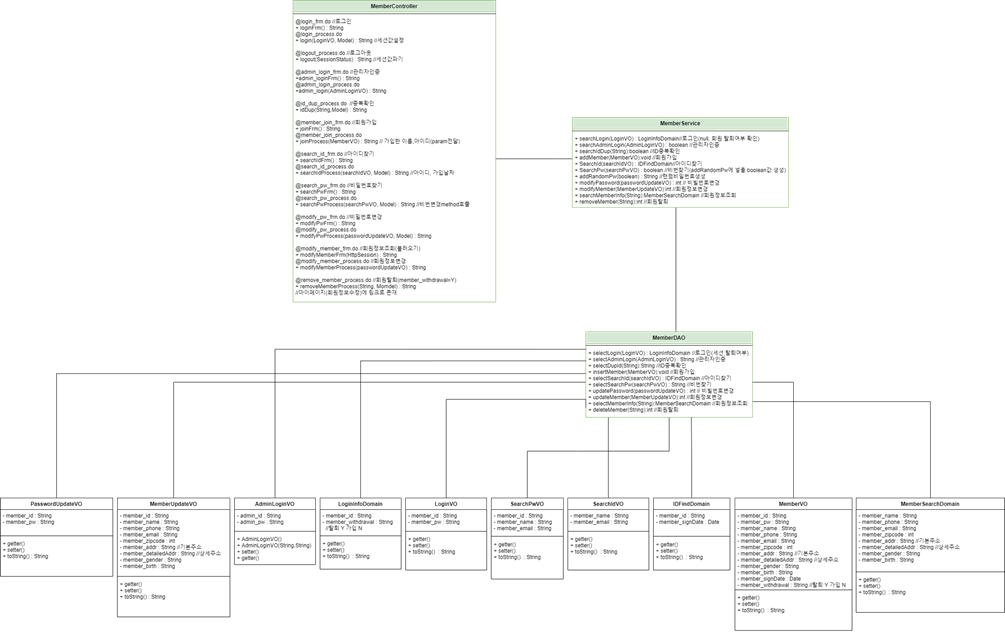 MemberController
@login_frm.do //로그인
+ loginFrm() : String
@login_process.do
+ login(LoginVO, Model) : String //세션값설정
@logout_process.do //로그아웃
+ logout(SessionStatus) : String //세션값파기
@admin_login_frm.do //관리자인증
+admin_loginFrm() : String
@admin_login_process.do
+admin_login(AdminLoginVO) : String
@id_dup_process.do //중복확인
+ idDup(String,Model) : String
@member_join_frm.do //회원가입
+ joinFrm() : String
@member_join_process.do
+ joinProcess(MemberVO) : String // 가입한 이름,아이디(param전달)
@search_id_frm.do //아이디찾기
+ searchIdFrm() : String
@search_id_process.do
+ searchIdProcess(searchIdVO, Model) : String //아이디, 가입날자
@search_pw_frm.do //비밀번호찾기
+ searchPwFrm() : String
@search_pw_process.do
+ searchPwProcess(searchPwVO, Model) : String //비번변경method호출
@modify_pw_frm.do //비밀번호변경
+ modifyPwFrm() : String
@modify_pw_process.do
+ modifyPwProcess(passwordUpdateVO, Model) : String
@modify_member_frm.do //회원정보조회(불러오기)
+ modifyMemberFrm(HttpSession) : String
@modify_member_process.do //회원정보변경
+ modifyMemberProcess(passwordUpdateVO) : String
@remove_member_process.do //회원탈퇴(member_withdrawal=Y)
+ removeMemberProcess(String, Momdel) : String
//마이페이지(회원정보수정)에 링크로 존재
MemberService
+ searchLogin(LoginVO) : LoginInfoDomain//로그인(null, 회원 탈퇴여부 확인)
+ searchAdminLogin(AdminLoginVO) : boolean //관리자인증
+ searchIdDup(String):boolean //ID중복확인
+ addMember(MemberVO):void //회원가입
+ SearchId(searchIdVO) : IDFindDomain//아이디찾기
+ SearchPw(searchPwVO) : boolean //비번찾기(addRandomPw에 넣을 boolean값 생성)
+ addRandomPw(boolean) : String //랜덤비밀번호생성
+ modifyPassword(passwordUpdateVO) : int // 비밀번호변경
+ modifyMember(MemberUpdateVO):int //회원정보변경
+ searchMemberInfo(String):MemberSearchDomain //회원정보조회
+ removeMember(String):int //회원탈퇴
MemberDAO
+ selectLogin(LoginVO) : LoginInfoDomain //로그인(세션,탈퇴여부)
+ selectAdminLogin(AdminLoginVO) : String //관리자인증
+ selectDupId(String):String //ID중복확인
+ insertMember(MemberVO):void //회원가입
+ selectSearchId(searchIdVO) : IDFindDomain //아이디찾기
+ selectSearchPw(searchPwVO) : String //비번찾기
+ updatePassword(passwordUpdateVO) : int // 비밀번호변경
+ updateMember(MemberUpdateVO):int //회원정보변경
+ selectMemberInfo(String):MemberSearchDomain //회원정보조회
+ deleteMember(String):int //회원탈퇴
PasswordUpdateVO
- member_id : String
- member_pw : String
+ getter()
+ setter()
+ toString() : String
MemberUpdateVO
- member_id : String
- member_name : String
- member_phone : String
- member_email : String
- member_zipcode : int
- member_addr : String //기본주소
- member_detailedAddr : String //상세주소
- member_gender : String
- member_birth : String
+ getter()
+ setter()
+ toString() : String
AdminLoginVO
- admin_id : String
- admin_pw : String
+ AdminLoginVO()
+ AdminLoginVO(String,String)
+ setter()
+ getter()
LoginInfoDomain
- member_id : String
- member_withdrawal : String
//탈퇴 Y 가입 N
+ getter()
+ setter()
+ toString() : String
LoginVO
- member_id : String
- member_pw : String
+ getter()
+ setter()
+ toString() : String
SearchPwVO
- member_id : String
- member_name : String
- member_email : String
+ getter()
+ setter()
+ toString() : String
SearchIdVO
- member_name : String
- member_email : String
+ getter()
+ setter()
+ toString() : String
IDFindDomain
- member_id : String
- member_signDate : Date
+ getter()
+ setter()
+ toString() : String
MemberVO
- member_id : String
- member_pw : String
- member_name : String
- member_phone : String
- member_email : String
- member_zipcode : int
- member_addr : String //기본주소
- member_detailedAddr : String //상세주소
- member_gender : String
- member_birth : String
- member_signDate : Date
- member_withdrawal : String //탈퇴 Y 가입 N
+ getter()
+ setter()
+ toString() : String
MemberSearchDomain
- member_name : String
- member_phone : String
- member_email : String
- member_zipcode : int
- member_addr : String //기본주소
- member_detailedAddr : String //상세주소
- member_gender : String
- member_birth : String
+ getter()
+ setter()
+ toString() : String